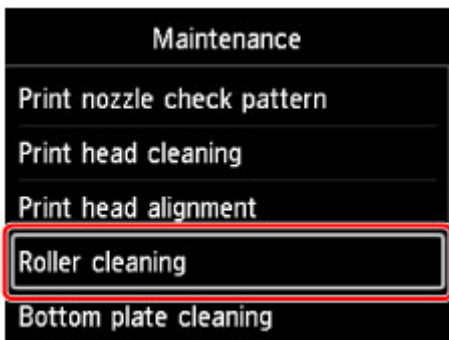 Maintenance
Print nozzle check pattern
Print head cleaning
Print head alignment
Roller cleaning
Bottom plate cleaning